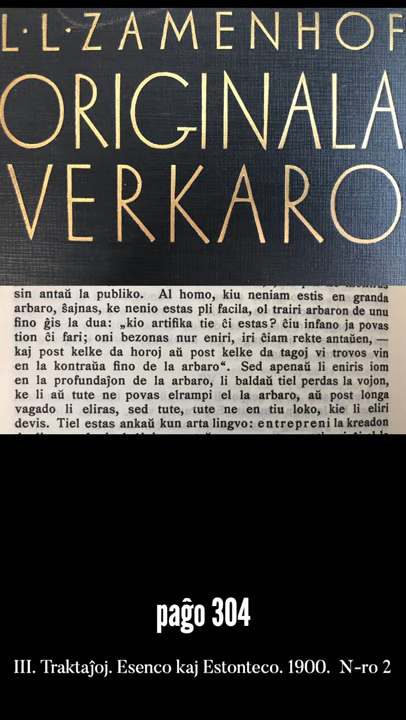 L·L·ZAMENHOF
ORIGINALA
VERKARO
sin antaŭ la publiko. Al homo, kiu neniam estis en granda
arbaro, ŝajnas, ke nenio estas pli facila, ol trairi arbaron de unu
fino ĝis la dua: „kio artifika tie ĉi estas? ĉiu infano ja povas
tion ĉi fari; oni bezonas nur eniri, iri ĉiam rekte antaŭen, —
kaj post kelke da horoj aŭ post kelke da tagoj vi trovos vin
en la kontraŭa fino de la arbaro“. Sed apenaŭ li eniris iom
en la profundaĵon de la arbaro, li baldaŭ tiel perdas la vojon,
ke li aŭ tute ne povas elrampi el la arbaro, aŭ post longa
vagado li eliras, sed tute, tute ne en tiu loko, kie li eliri
devis. Tiel estas ankaŭ kun arta lingvo: entrepreni la kreadon
paĝo 304
III. Traktaĵoj. Esenco kaj Estonteco. 1900. N-ro 2